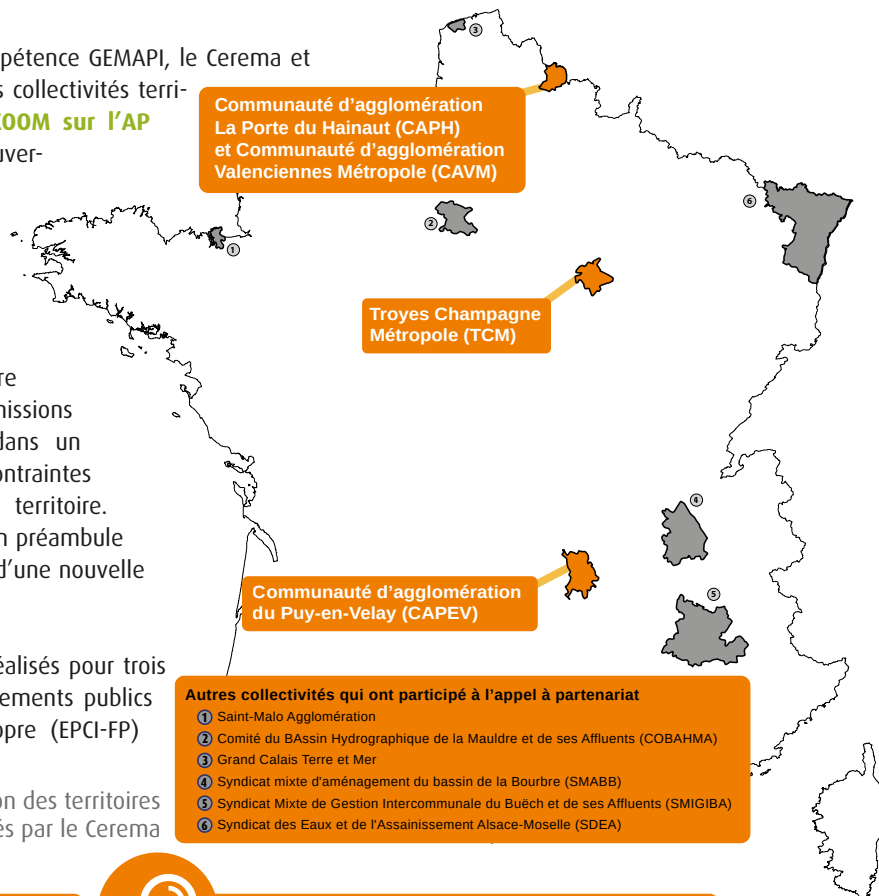 pétence GEMAPI, le Cerema et
s collectivités terri-
ZOOM sur l’AP
uver-
re
missions
dans un
ontraintes
territoire.
n préambule
d’une nouvelle
éalisés pour trois
ements publics
opre (EPCI-FP)
on des territoires
és par le Cerema
Communauté d’agglomération
La Porte du Hainaut (CAPH)
et Communauté d’agglomération
Valenciennes Métropole (CAVM)
Troyes Champagne
Métropole (TCM)
Communauté d’agglomération
du Puy-en-Velay (CAPEV)
3
6
2
1
4
5
Autres collectivités qui ont participé à l’appel à partenariat
1 Saint-Malo Agglomération
2 Comité du BAssin Hydrographique de la Mauldre et de ses Affluents (COBAHMA)
3 Grand Calais Terre et Mer
4 Syndicat mixte d'aménagement du bassin de la Bourbre (SMABB)
5 Syndicat Mixte de Gestion Intercommunale du Buëch et de ses Affluents (SMIGIBA)
6 Syndicat des Eaux et de l'Assainissement Alsace-Moselle (SDEA)